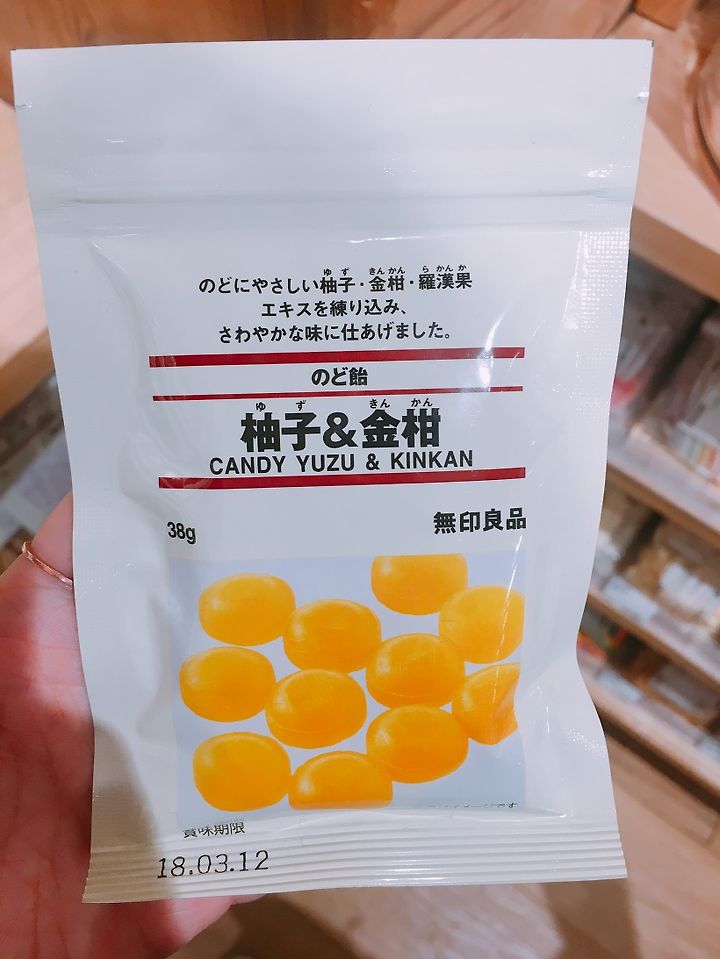 のどにやさしい柚子・金柑・羅漢果
エキスを練り込み、
さわやかな味に仕あげました。
のど飴
柚子&金柑
CANDY YUZU & KINKAN
38g
無印良品
賞味期限
18.03.12